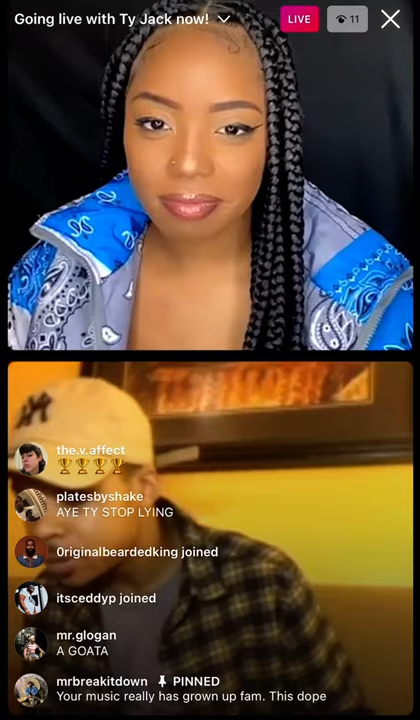 Going live with Ty Jack now!
LIVE
11
the.v.affect
🏆🏆🏆🏆
platesbyshake
AYE TY STOP LYING
0riginalbeardedking joined
itsceddyp joined
mr.glogan
A GOATA
mrbreakitdown PINNED
Your music really has grown up fam. This dope